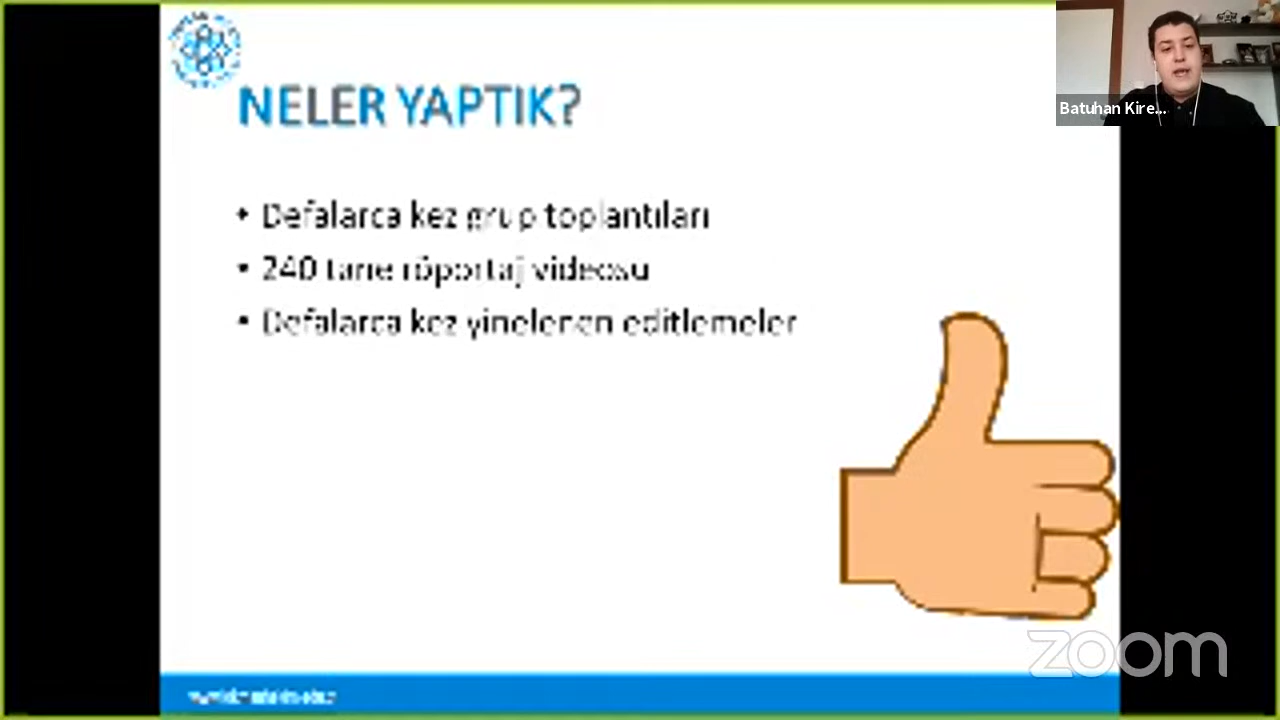 NELER YAPTIK?
Batuhan Kire...
• Defalarca kez grup toplantıları
• 240 tane röportaj videosu
• Defalarca kez yinelenen editlemeler
zoom